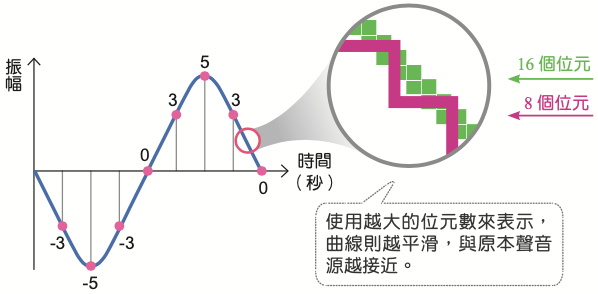 振幅
5
3
3
0
0
-3
-3
-5
時間
（秒）
16 個位元
8 個位元
使用越大的位元數來表示，
曲線則越平滑，與原本聲音
源越接近。